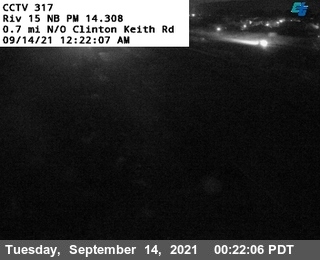 CCTV 317
Riv 15 NB PM 14.308
0.7 mi N/O Clinton Keith Rd
09/14/21 12:22:07 AM
Tuesday, September 14, 2021 00:22:06 PDT